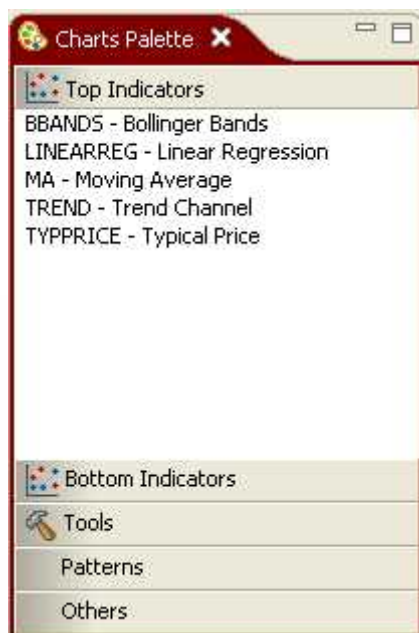 Charts Palette
Top Indicators
BBANDS - Bollinger Bands
LINEARREG - Linear Regression
MA - Moving Average
TREND - Trend Channel
TYPPRICE - Typical Price
Bottom Indicators
Tools
Patterns
Others